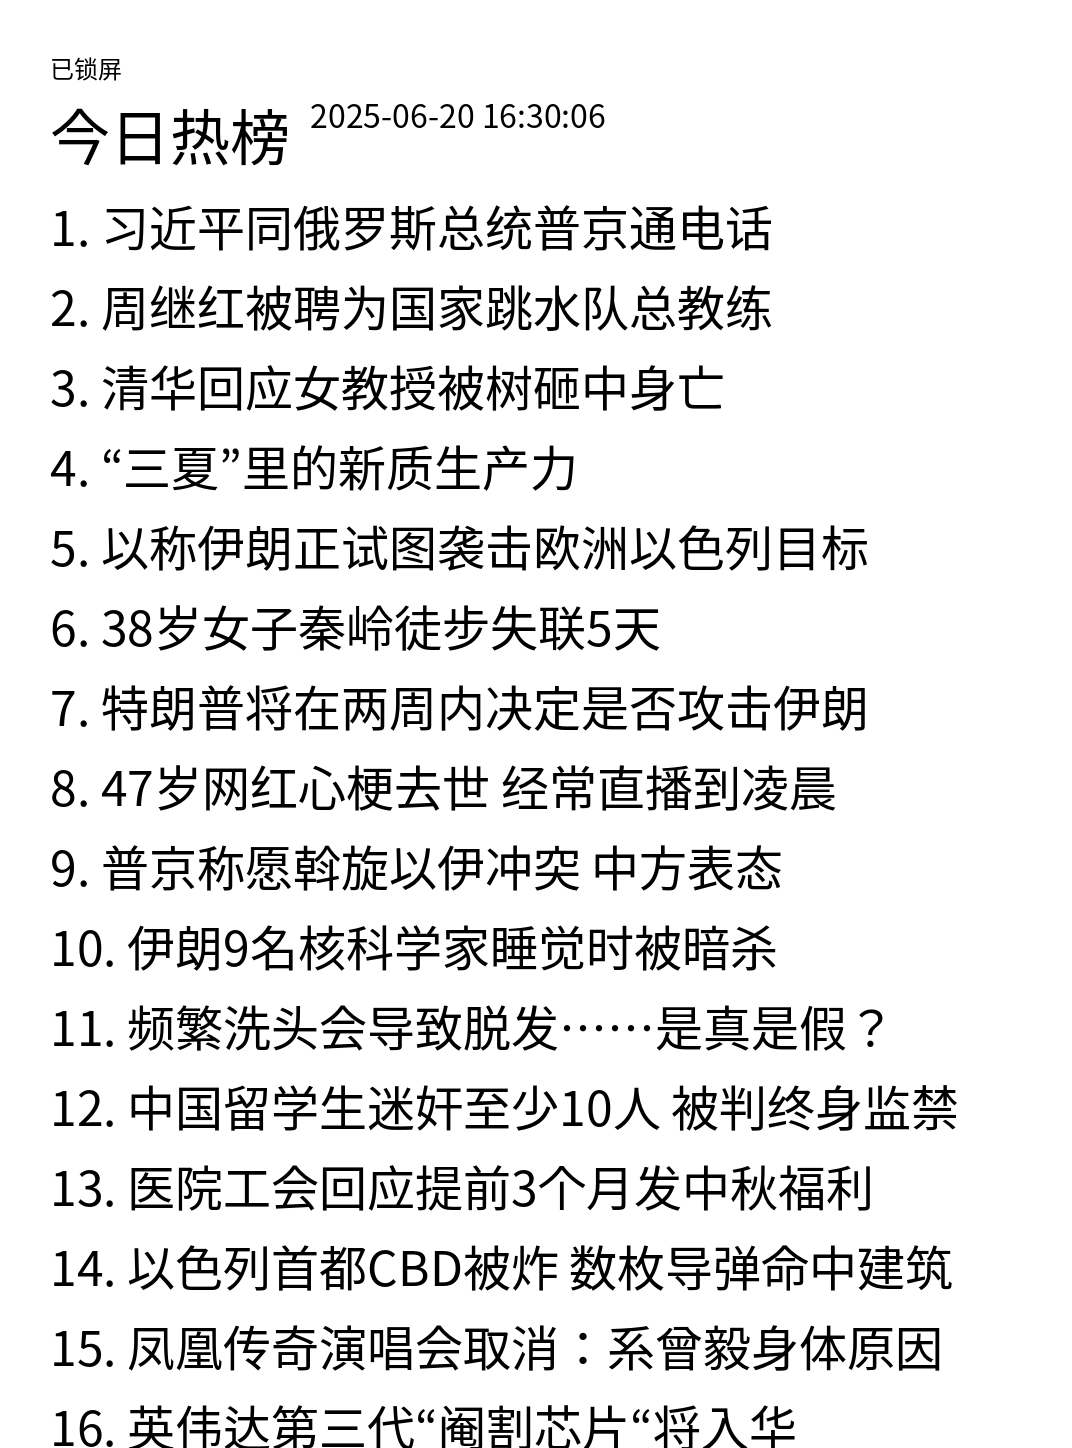 已锁屏
今日热榜 2025-06-20 16:30:06
1. 习近平同俄罗斯总统普京通电话
2. 周继红被聘为国家跳水队总教练
3. 清华回应女教授被树砸中身亡
4. “三夏”里的新质生产力
5. 以称伊朗正试图袭击欧洲以色列目标
6. 38岁女子秦岭徒步失联5天
7. 特朗普将在两周内决定是否攻击伊朗
8. 47岁网红心梗去世 经常直播到凌晨
9. 普京称愿斡旋以伊冲突 中方表态
10. 伊朗9名核科学家睡觉时被暗杀
11. 频繁洗头会导致脱发……是真是假？
12. 中国留学生迷奸至少10人 被判终身监禁
13. 医院工会回应提前3个月发中秋福利
14. 以色列首都CBD被炸 数枚导弹命中建筑
15. 凤凰传奇演唱会取消：系曾毅身体原因
16. 英伟达第三代“阉割芯片“将入华